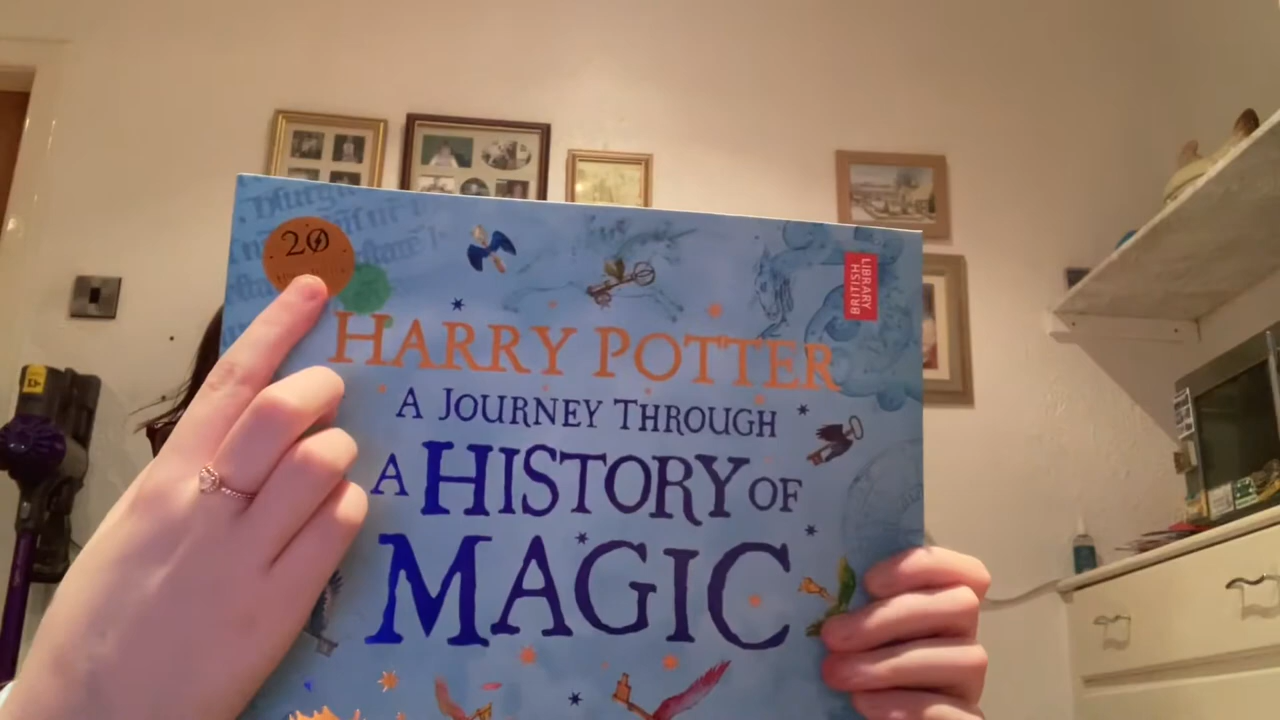 20
LIBRARY
BRITISH
HARRY POTTER
A JOURNEY THROUGH
A HISTORY OF
MAGIC